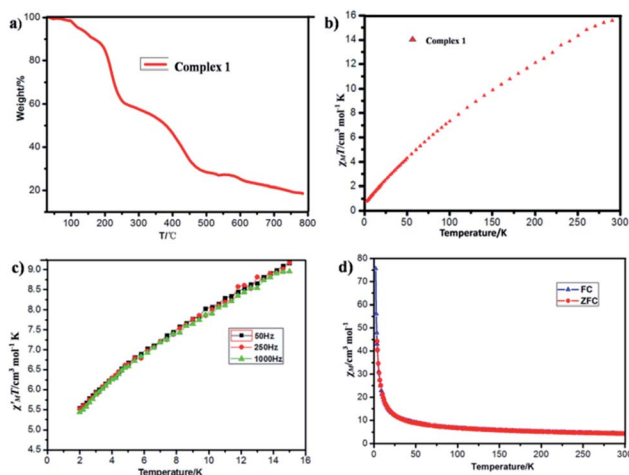 a)
Complex 1
Weight/%
100
80
60
40
20
100 200 300 400 500 600 700 800
T/℃
b)
Complex 1
χMT/cm3 mol-1 K
16
14
12
10
8
6
4
2
0
0 50 100 150 200 250 300
Temperature/K
c)
50Hz
250Hz
1000Hz
χ'MT/cm3 mol-1 K
9.0
8.5
8.0
7.5
7.0
6.5
6.0
5.5
5.0
4.5
0 2 4 6 8 10 12 14 16
Temperature/K
d)
FC
ZFC
χM/cm3 mol-1
80
70
60
50
40
30
20
10
0
0 50 100 150 200 250 300
Temperature/K